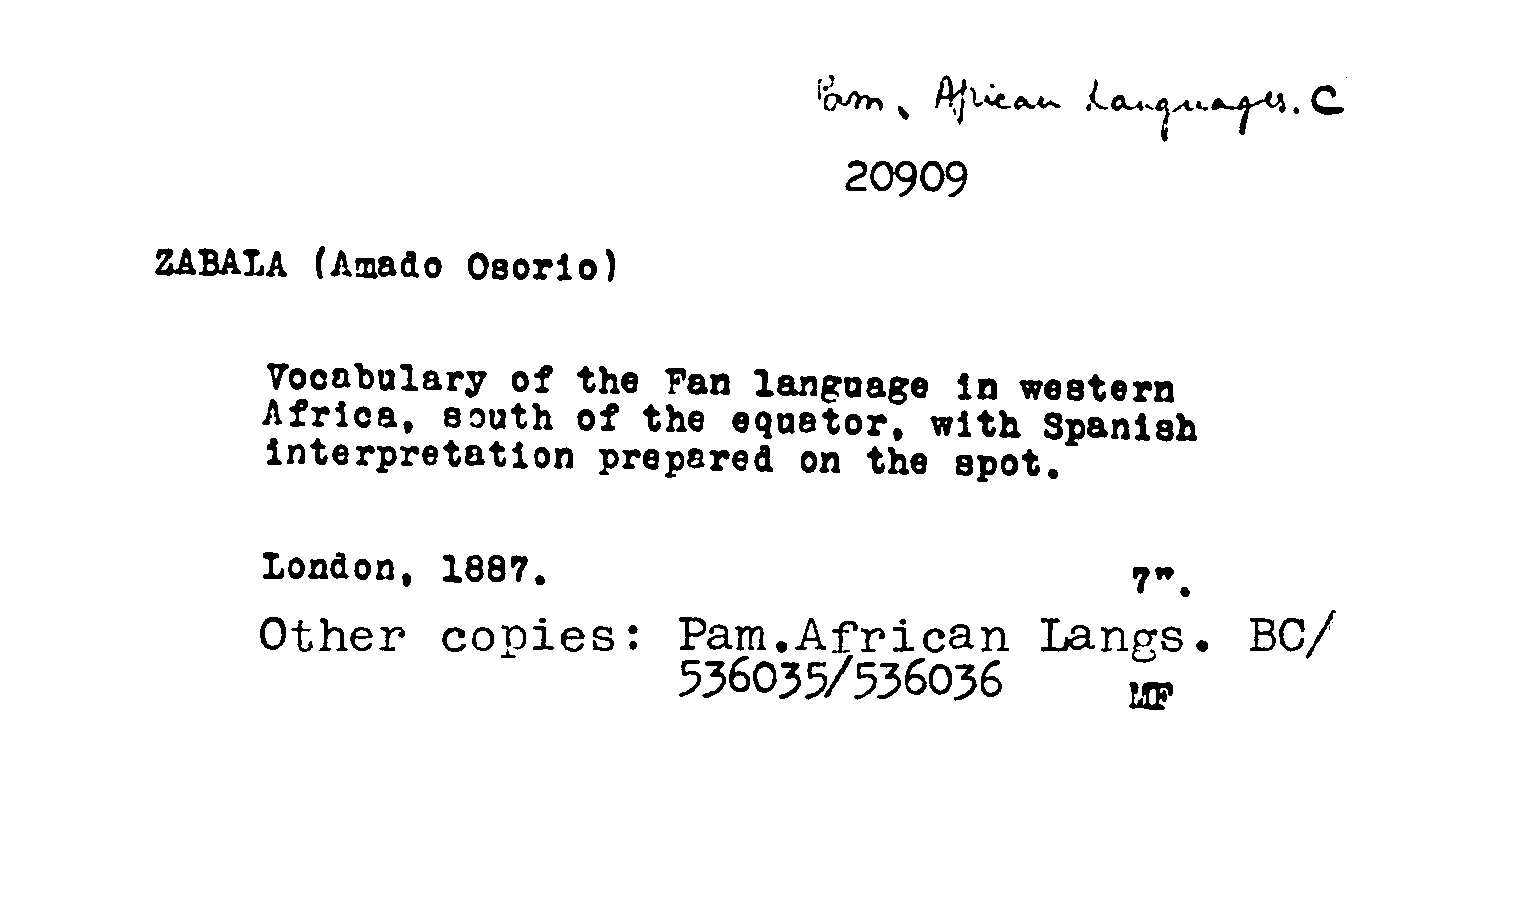 Pam. African Languages. C
20909
ZABALA (Amado Osorio)
Vocabulary of the Fan language in western
Africa, south of the equator, with Spanish
interpretation prepared on the spot.
London, 1887. 7".
Other copies: Pam.African Langs. BC/
536035/536036 MF